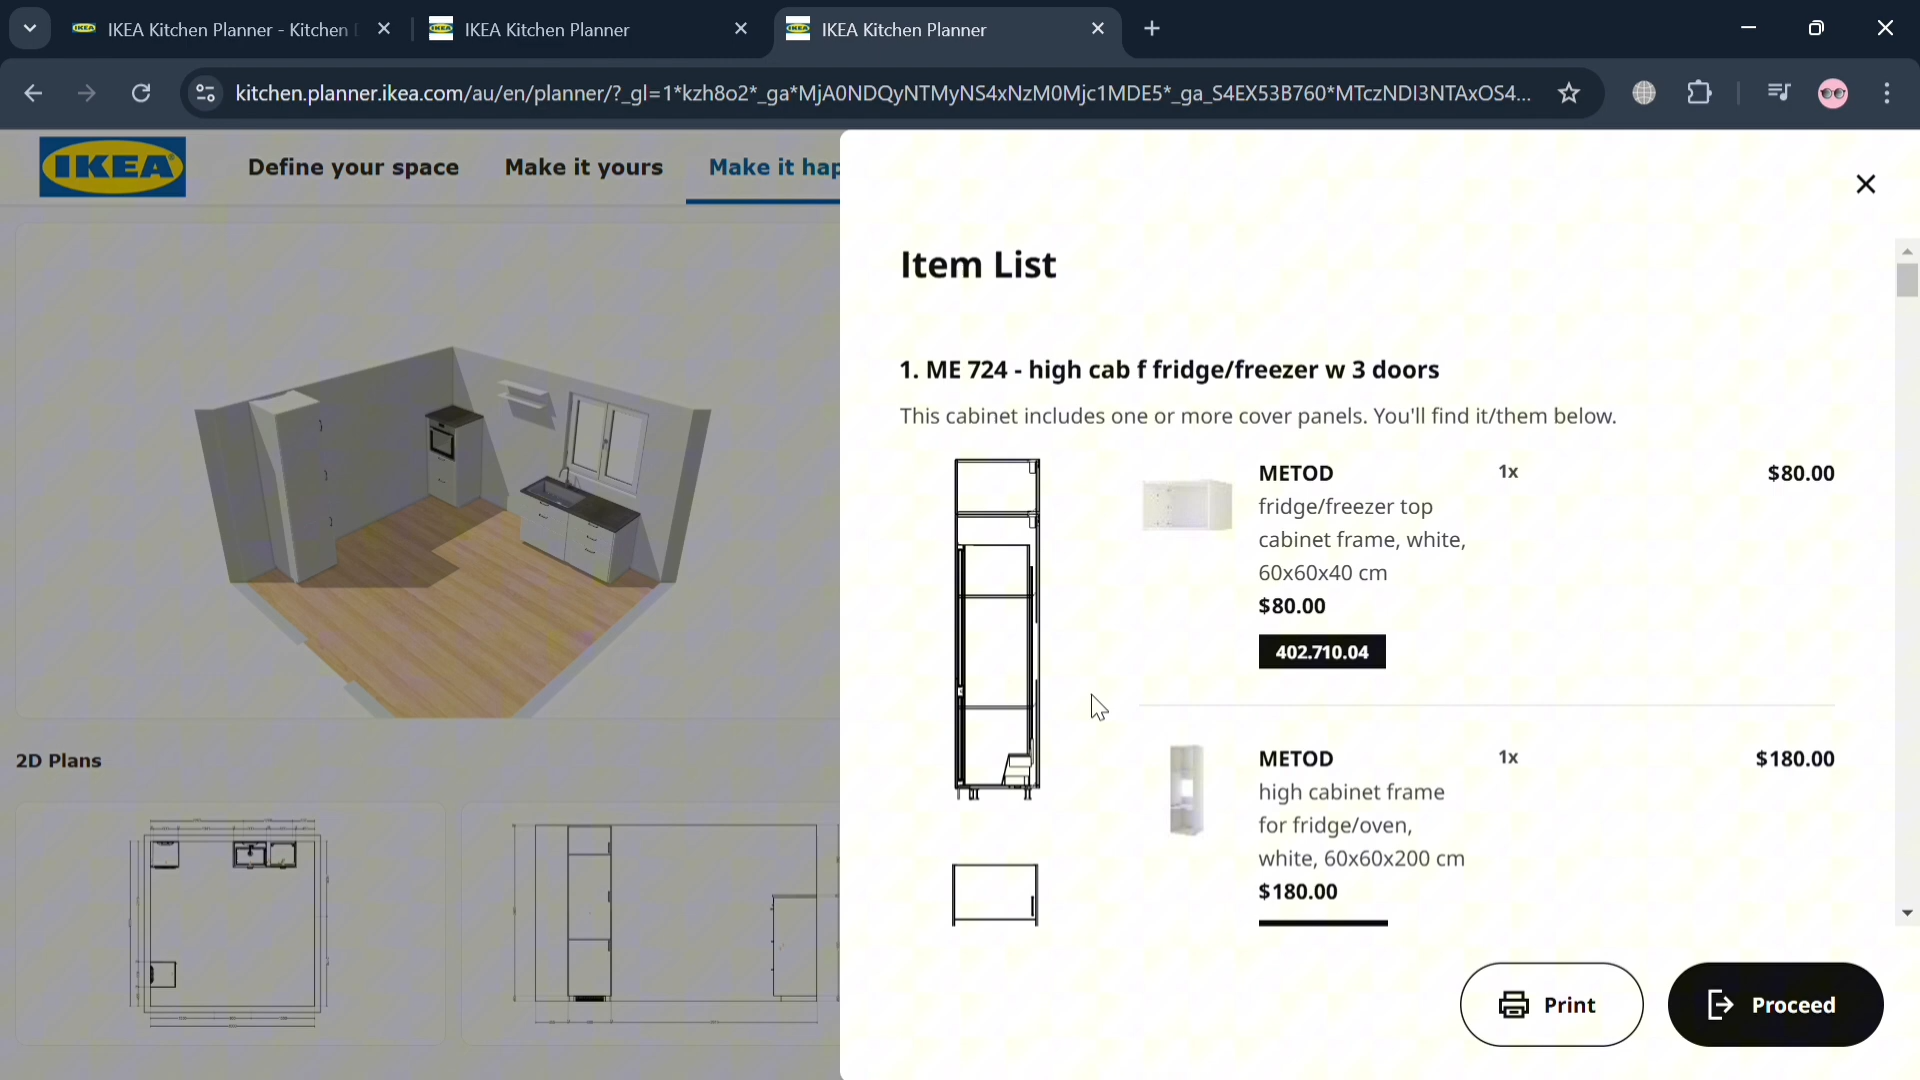 IKEA Kitchen Planner - Kitchen
IKEA Kitchen Planner
IKEA Kitchen Planner
kitchen.planner.ikea.com/au/en/planner/?_gl=1*kzh8o2*_ga*MjA0NDQyNTMyNS4xNzM0Mjc1MDE5*_ga_S4EX53B760*MTczNDI3NTAxOS4...
IKEA
Define your space
Make it yours
Make it hap
Item List
1. ME 724 - high cab f fridge/freezer w 3 doors
This cabinet includes one or more cover panels. You'll find it/them below.
METOD 1x $80.00
fridge/freezer top
cabinet frame, white,
60x60x40 cm
$80.00
402.710.04
METOD 1x $180.00
high cabinet frame
for fridge/oven,
white, 60x60x200 cm
$180.00
2D Plans
Print
Proceed